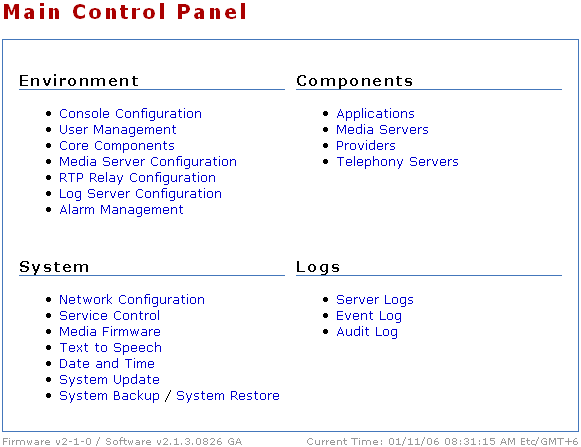 Main Control Panel
Environment
Console Configuration
User Management
Core Components
Media Server Configuration
RTP Relay Configuration
Log Server Configuration
Alarm Management
Components
Applications
Media Servers
Providers
Telephony Servers
System
Network Configuration
Service Control
Media Firmware
Text to Speech
Date and Time
System Update
System Backup / System Restore
Logs
Server Logs
Event Log
Audit Log
Firmware v2-1-0 / Software v2.1.3.0826 GA
Current Time: 01/11/06 08:31:15 AM Etc/GMT+6